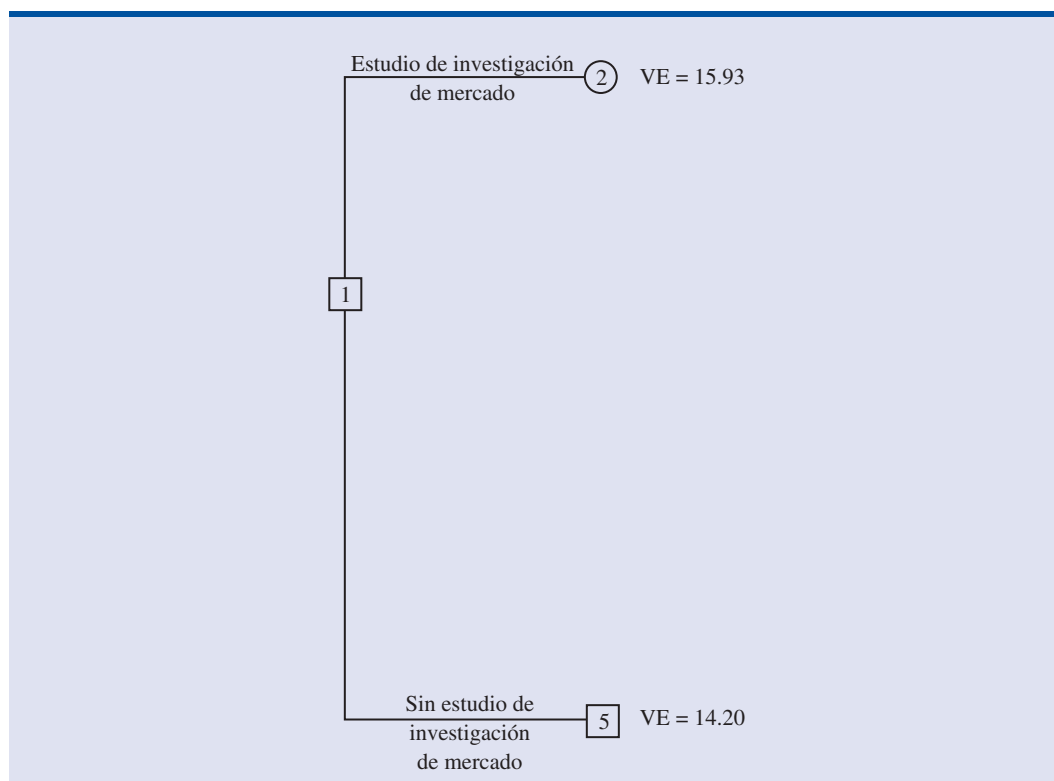 Estudio de investigación
de mercado
2 VE = 15.93
1
Sin estudio de
investigación
de mercado
5 VE = 14.20